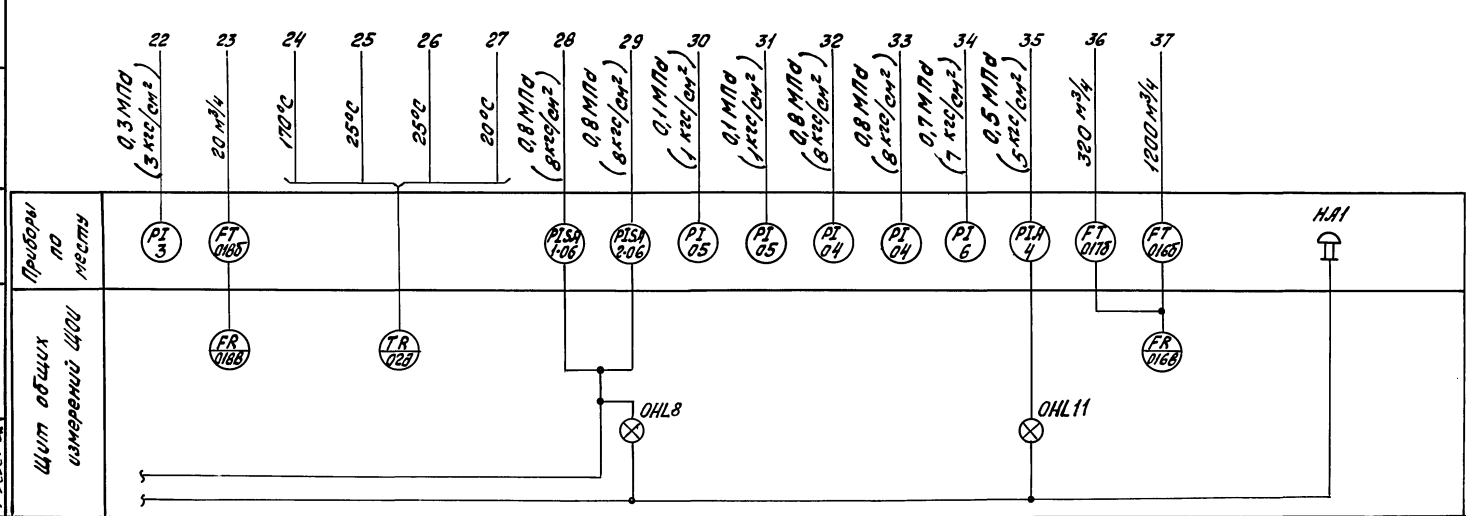 22 23 24 25 26 27 28 29 30 31 32 33 34 35 36 37
0,3 МПа
(3 кгс/см²)
20 м³/ч
170°С
25°С
25°С
20°С
0,8 МПа
(8 кгс/см²)
0,8 МПа
(8 кгс/см²)
0,1 МПа
(1 кгс/см²)
0,1 МПа
(1 кгс/см²)
0,8 МПа
(8 кгс/см²)
0,8 МПа
(8 кгс/см²)
0,7 МПа
(7 кгс/см²)
0,5 МПа
(5 кгс/см²)
320 м³/ч
1200 м³/ч
Приборы
по
месту
PI
3
FT
018б
PISA
1-06
PISA
2-06
PI
05
PI
05
PI
04
PI
04
PI
6
PIA
4
FT
017б
FT
016б
HA1
Щит общих
измерений ЩОИ
FR
018в
TR
02д
FR
016в
OHL8
OHL11